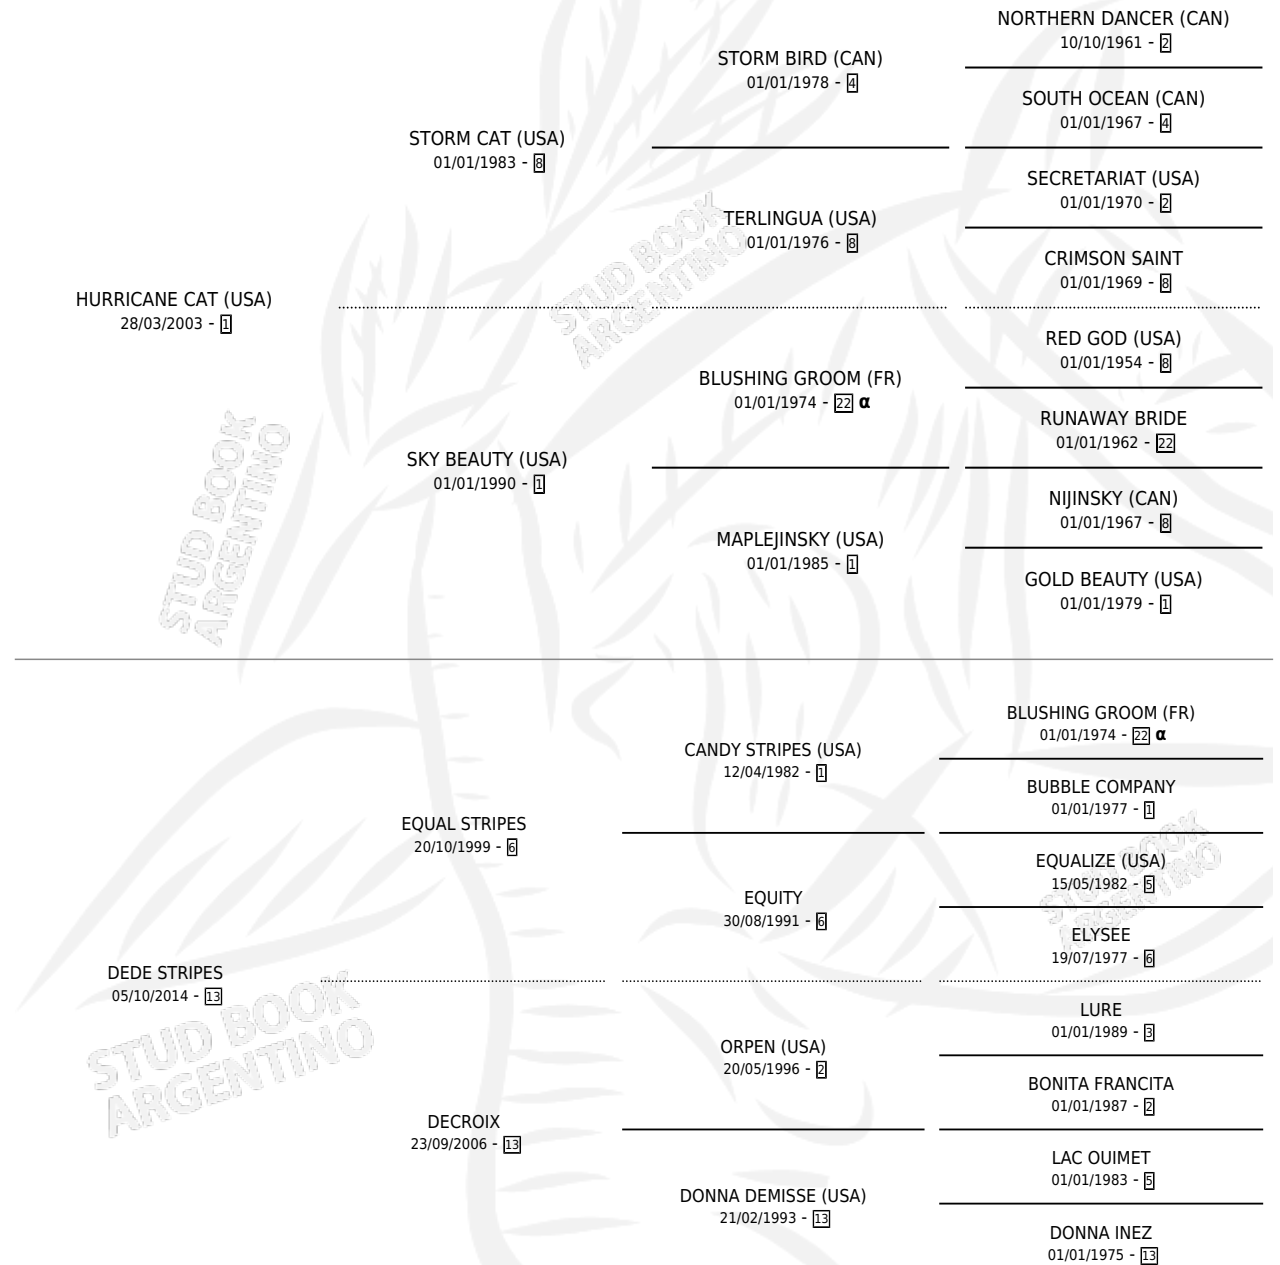 NORTHERN DANCER (CAN)
10/10/1961 - 2
STORM BIRD (CAN)
01/01/1978 - 4
SOUTH OCEAN (CAN)
01/01/1967 - 4
STORM CAT (USA)
01/01/1983 - 8
SECRETARIAT (USA)
01/01/1970 - 2
TERLINGUA (USA)
01/01/1976 - 8
CRIMSON SAINT
01/01/1969 - 8
HURRICANE CAT (USA)
28/03/2003 - 1
RED GOD (USA)
01/01/1954 - 8
BLUSHING GROOM (FR)
01/01/1974 - 22 α
RUNAWAY BRIDE
01/01/1962 - 22
SKY BEAUTY (USA)
01/01/1990 - 1
NIJINSKY (CAN)
01/01/1967 - 8
MAPLEJINSKY (USA)
01/01/1985 - 1
GOLD BEAUTY (USA)
01/01/1979 - 1
BLUSHING GROOM (FR)
01/01/1974 - 22 α
CANDY STRIPES (USA)
12/04/1982 - 1
BUBBLE COMPANY
01/01/1977 - 1
EQUAL STRIPES
20/10/1999 - 6
EQUALIZE (USA)
15/05/1982 - 5
EQUITY
30/08/1991 - 6
ELYSEE
19/07/1977 - 6
DEDE STRIPES
05/10/2014 - 13
LURE
01/01/1989 - 3
ORPEN (USA)
20/05/1996 - 2
BONITA FRANCITA
01/01/1987 - 2
DECROIX
23/09/2006 - 13
LAC OUIMET
01/01/1983 - 5
DONNA DEMISSE (USA)
21/02/1993 - 13
DONNA INEZ
01/01/1975 - 13
STUD BOOK
ARGENTINO
STUD BOOK
ARGENTINO
STUD BOOK
ARGENTINO
STUD BOOK
ARGENTINO